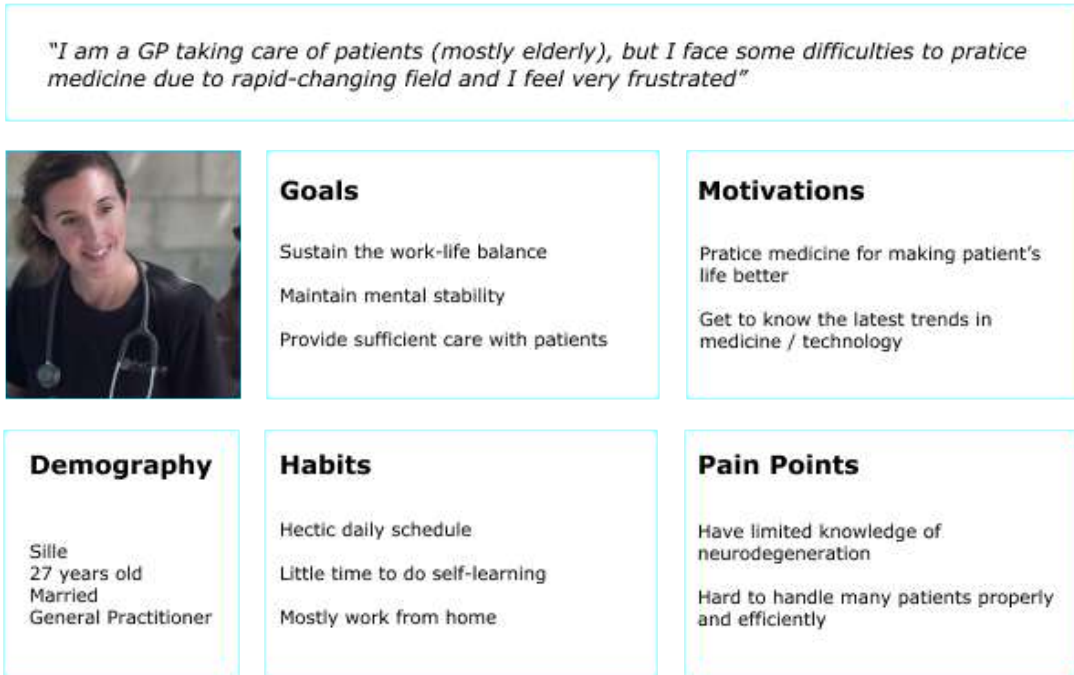 “I am a GP taking care of patients (mostly elderly), but I face some difficulties to pratice
medicine due to rapid-changing field and I feel very frustrated”
Goals
Sustain the work-life balance
Maintain mental stability
Provide sufficient care with patients
Motivations
Pratice medicine for making patient’s
life better
Get to know the latest trends in
medicine / technology
Demography
Sille
27 years old
Married
General Practitioner
Habits
Hectic daily schedule
Little time to do self-learning
Mostly work from home
Pain Points
Have limited knowledge of
neurodegeneration
Hard to handle many patients properly
and efficiently